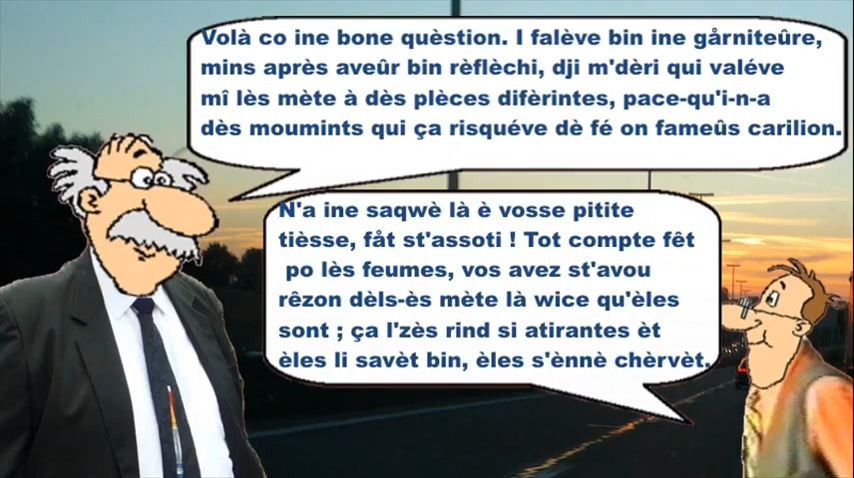 Volà co ine bone quèstion. I falève bin ine gårniteûre,
mins après aveûr bin rèflèchi, dji m'dèri qui valéve
mî lès mète à dès plèces difèrintes, pace-qu'i-n-a
dès moumints qui ça risquéve dè fé on fameûs carilion.
N'a ine saqwè là è vosse pitite
tièsse, fåt st'assoti ! Tot compte fêt
po lès feumes, vos avez st'avou
rêzon dèls-ès mète là wice qu'èles
sont ; ça l'zès rind si atirantes èt
èles li savèt bin, èles s'ènnè chèrvèt.